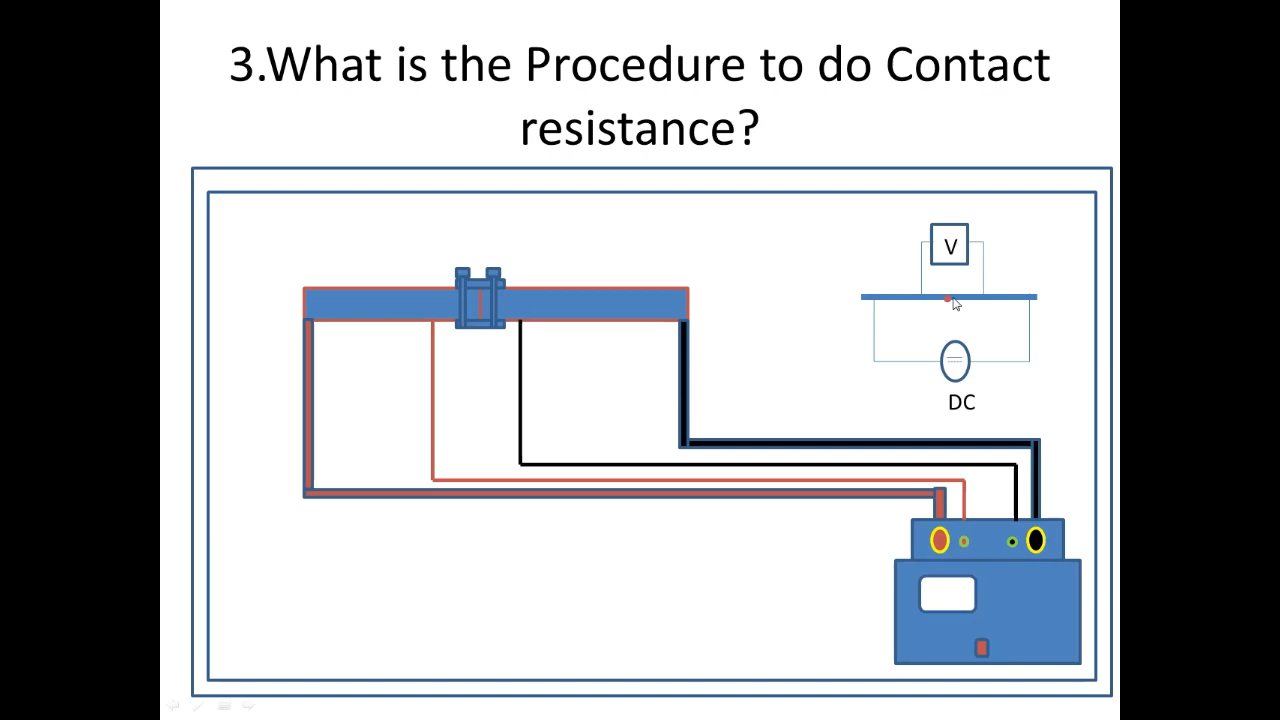 3.What is the Procedure to do Contact
resistance?
V
DC